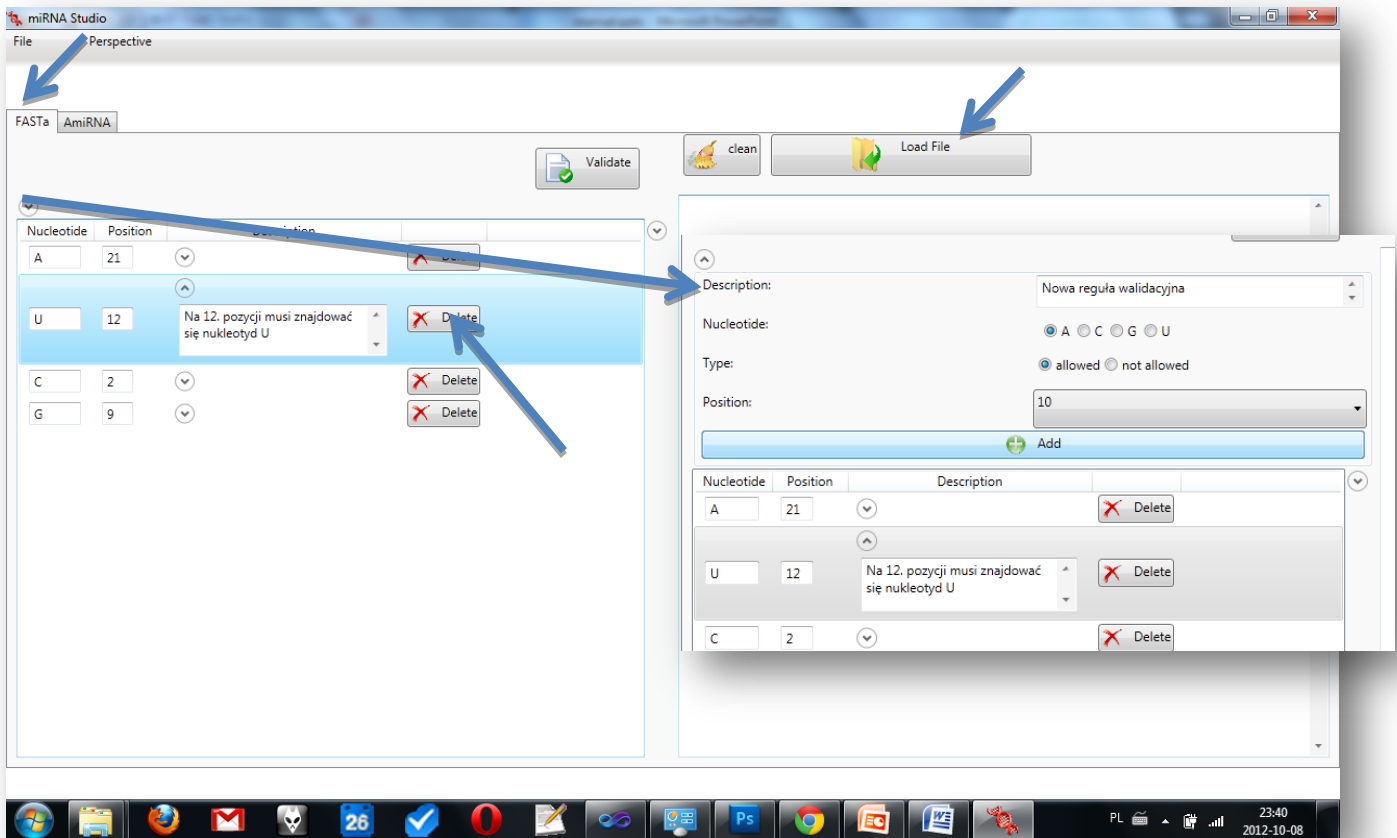 miRNA Studio
File Perspective
FASTa AmiRNA
Validate
clean
Load File
Nucleotide Position Description
A 21 Delete
U 12 Na 12. pozycji musi znajdować
się nukleotyd U
Delete
C 2 Delete
G 9 Delete
Description: Nowa reguła walidacyjna
Nucleotide: A C G U
Type: allowed not allowed
Position: 10
Add
Nucleotide Position Description
A 21 Delete
U 12 Na 12. pozycji musi znajdować
się nukleotyd U
Delete
C 2 Delete
26
Ps
PL
23:40
2012-10-08